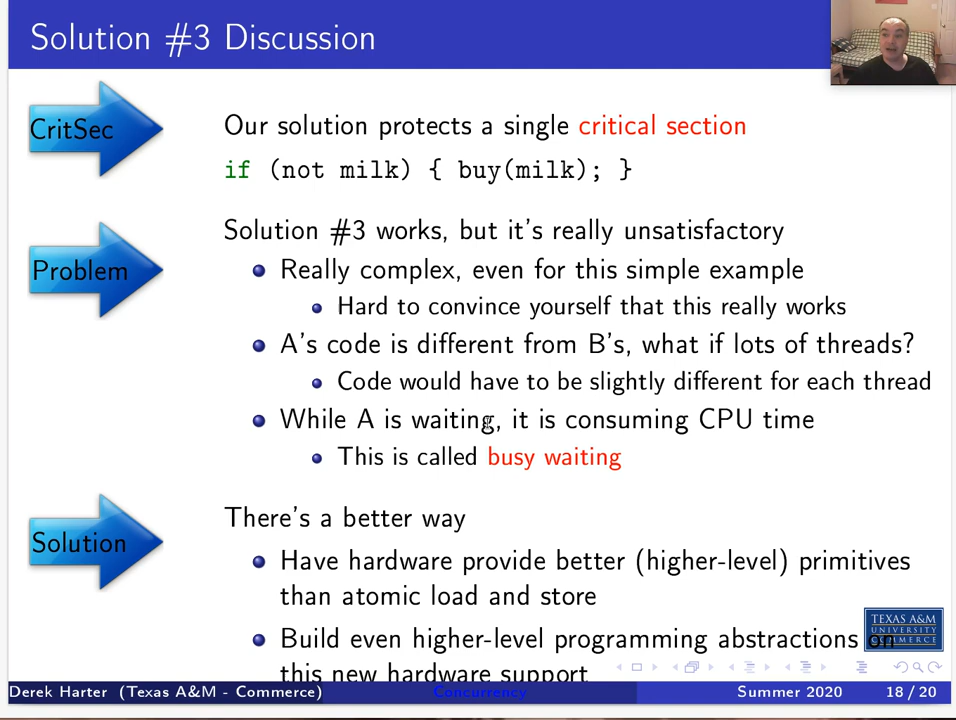 Solution #3 Discussion
CritSec
Our solution protects a single critical section
if (not milk) { buy(milk); }
Problem
Solution #3 works, but it's really unsatisfactory
Really complex, even for this simple example
Hard to convince yourself that this really works
A's code is different from B's, what if lots of threads?
Code would have to be slightly different for each thread
While A is waiting, it is consuming CPU time
This is called busy waiting
Solution
There's a better way
Have hardware provide better (higher-level) primitives
than atomic load and store
Build even higher-level programming abstractions on
this new hardware support
TEXAS A&M
UNIVERSITY
COMMERCE
Derek Harter (Texas A&M - Commerce)
Concurrency
Summer 2020
18 / 20